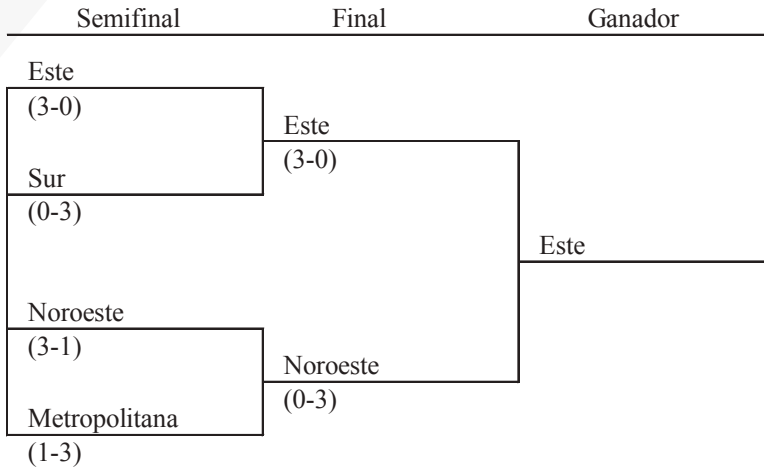 Semifinal Final Ganador
Este
(3-0)
Este
(3-0)
Sur
(0-3)
Este
Noroeste
(3-1)
Noroeste
(0-3)
Metropolitana
(1-3)